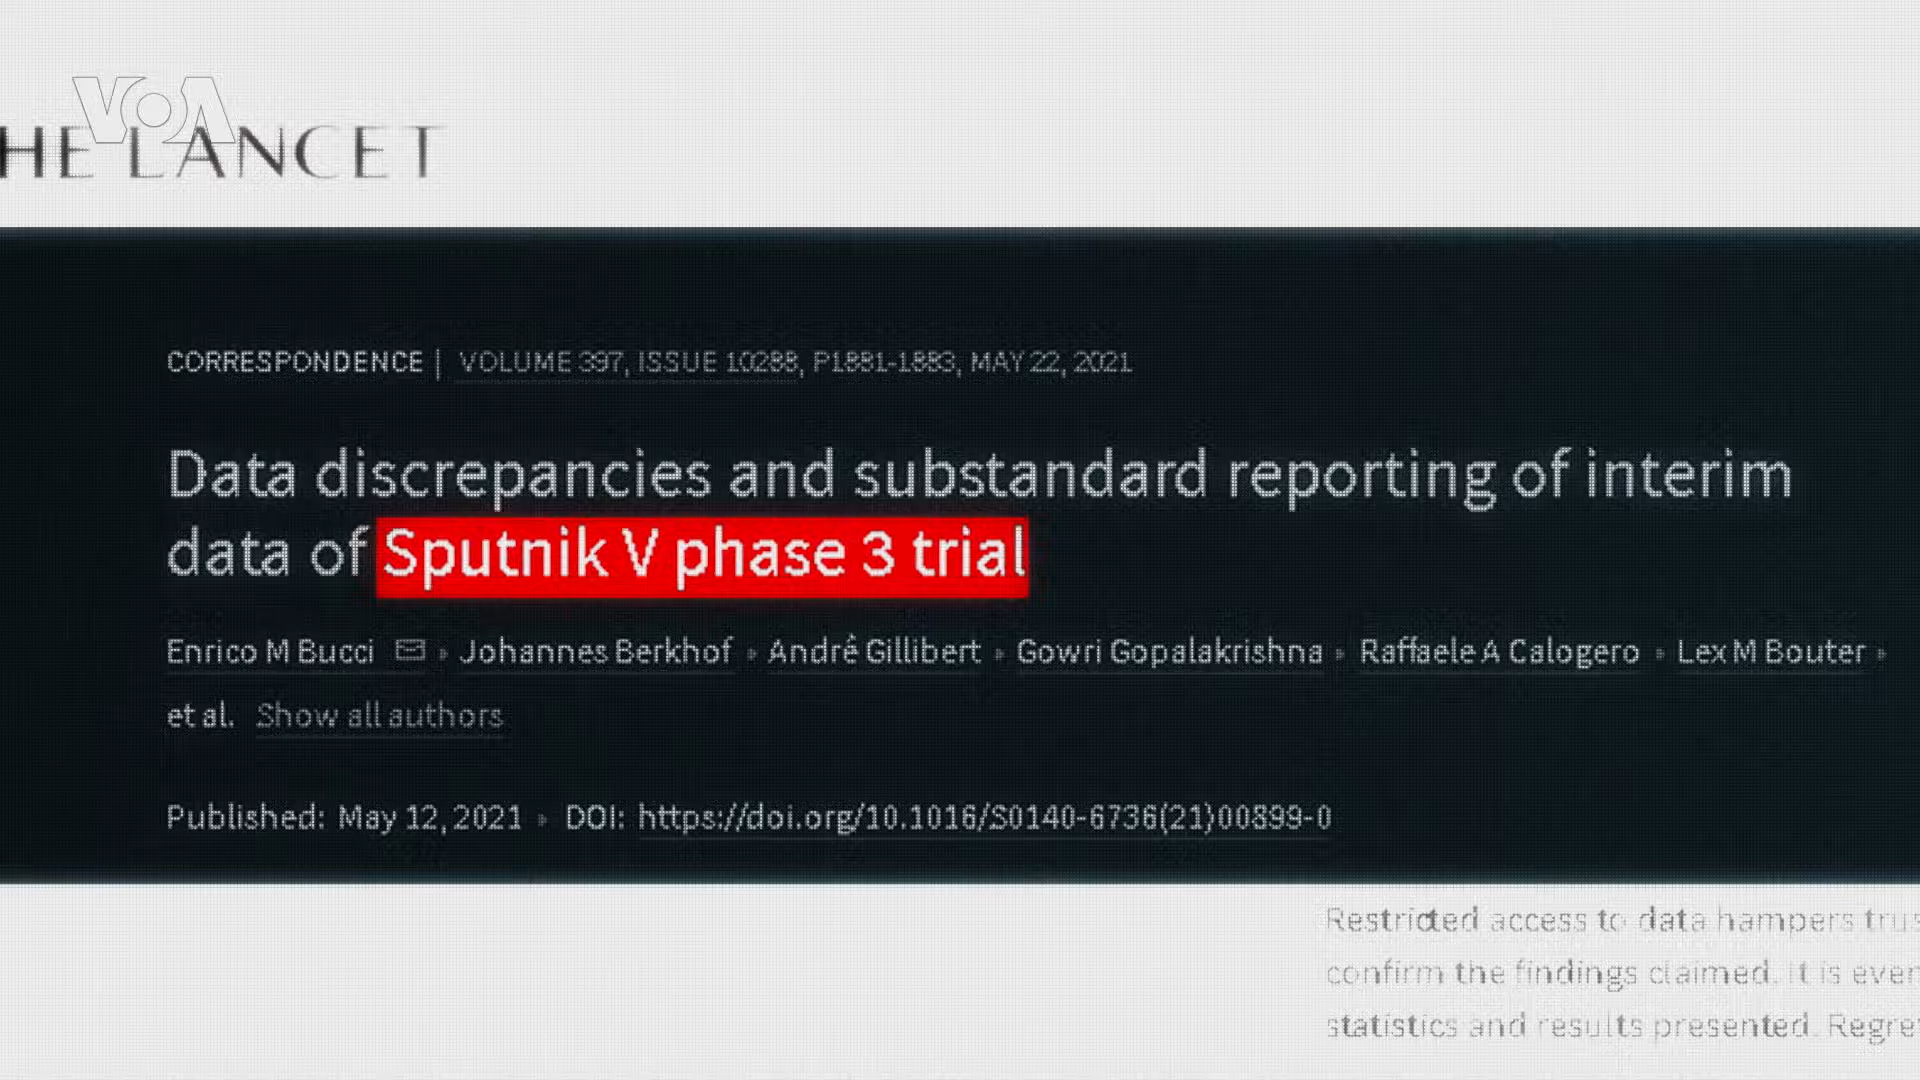 VOA
HE LANCET
CORRESPONDENCE | VOLUME 397, ISSUE 10288, P1881-1883, MAY 22, 2021
Data discrepancies and substandard reporting of interim
data of Sputnik V phase 3 trial
Enrico M Bucci • Johannes Berkhof • André Gillibert • Gowri Gopalakrishna • Raffaele A Calogero • Lex M Bouter •
et al. Show all authors
Published: May 12, 2021 • DOI: https://doi.org/10.1016/S0140-6736(21)00899-0
Restricted access to data hampers trus
confirm the findings claimed. It is ever
statistics and results presented. Regre